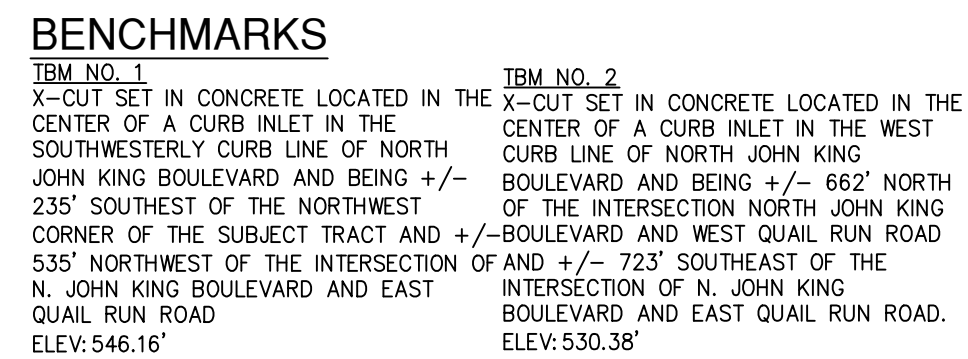 BENCHMARKS
TBM NO. 1
X-CUT SET IN CONCRETE LOCATED IN THE
CENTER OF A CURB INLET IN THE
SOUTHWESTERLY CURB LINE OF NORTH
JOHN KING BOULEVARD AND BEING +/-
235' SOUTHEST OF THE NORTHWEST
CORNER OF THE SUBJECT TRACT AND +/-
535' NORTHWEST OF THE INTERSECTION OF
N. JOHN KING BOULEVARD AND EAST
QUAIL RUN ROAD
ELEV: 546.16'
TBM NO. 2
X-CUT SET IN CONCRETE LOCATED IN THE
CENTER OF A CURB INLET IN THE WEST
CURB LINE OF NORTH JOHN KING
BOULEVARD AND BEING +/- 662' NORTH
OF THE INTERSECTION NORTH JOHN KING
BOULEVARD AND WEST QUAIL RUN ROAD
AND +/- 723' SOUTHEAST OF THE
INTERSECTION OF N. JOHN KING
BOULEVARD AND EAST QUAIL RUN ROAD.
ELEV: 530.38'